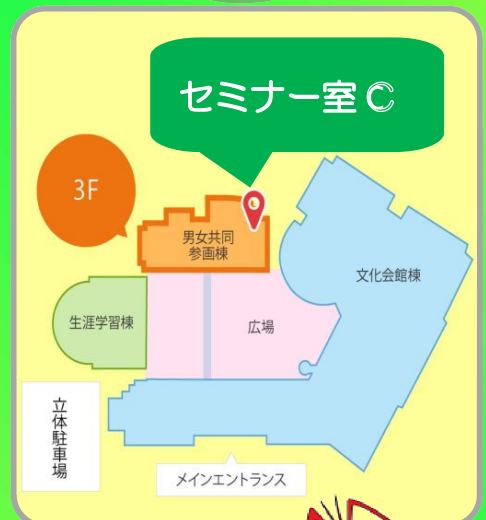 セミナー室 C
3F
男女共同
参画棟
文化会館棟
生涯学習棟
広場
立体駐車場
メインエントランス